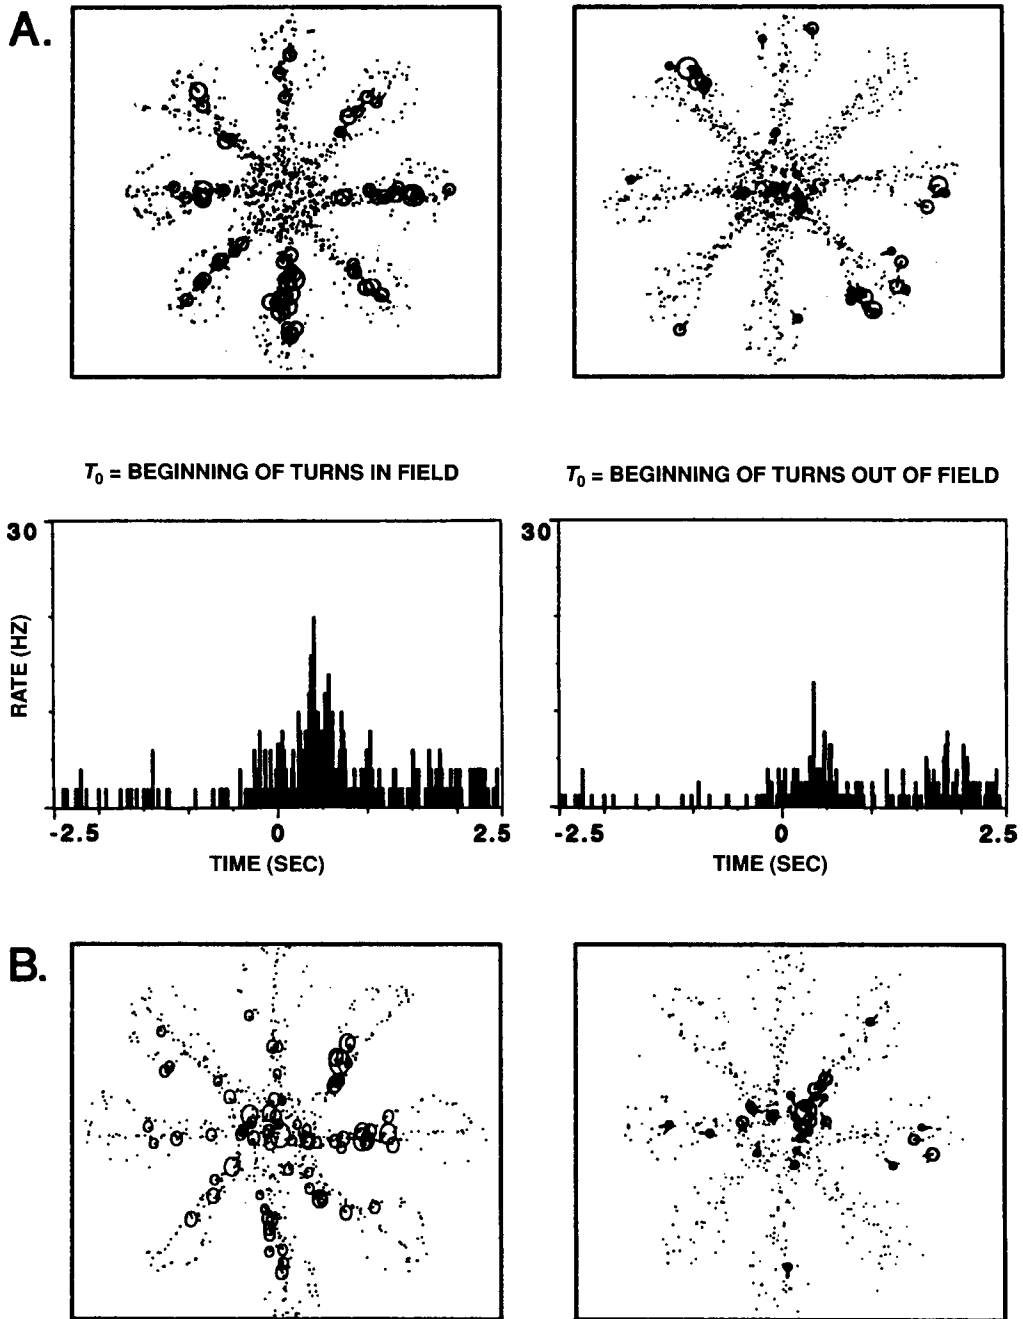 A.
T0 = BEGINNING OF TURNS IN FIELD
T0 = BEGINNING OF TURNS OUT OF FIELD
30
30
RATE (HZ)
-2.5 0 2.5
-2.5 0 2.5
TIME (SEC)
TIME (SEC)
B.